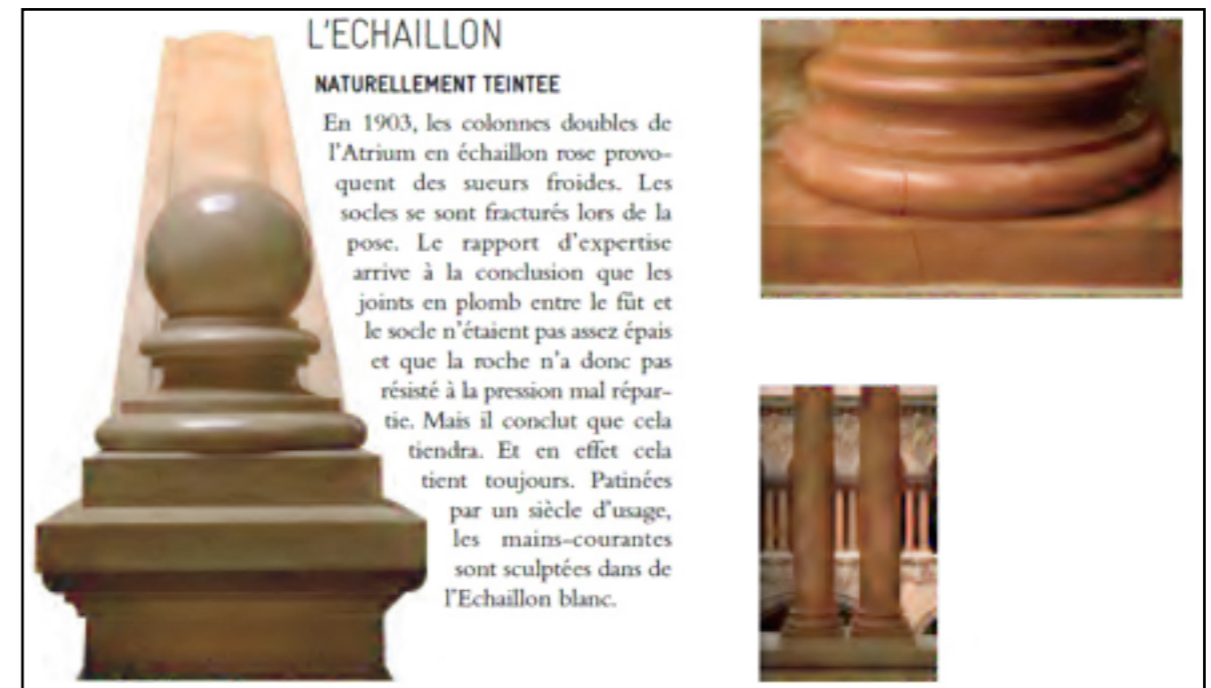 L'ECHAILLON
NATURELLEMENT TEINTEE
En 1903, les colonnes doubles de
l'Atrium en échaillon rose provo-
quent des sueurs froides. Les
socles se sont fracturés lors de la
pose. Le rapport d'expertise
arrive à la conclusion que les
joints en plomb entre le fût et
le socle n'étaient pas assez épais
et que la roche n'a donc pas
résisté à la pression mal répar-
tie. Mais il conclut que cela
tiendra. Et en effet cela
tient toujours. Patinées
par un siècle d'usage,
les mains-courantes
sont sculptées dans de
l'Echaillon blanc.